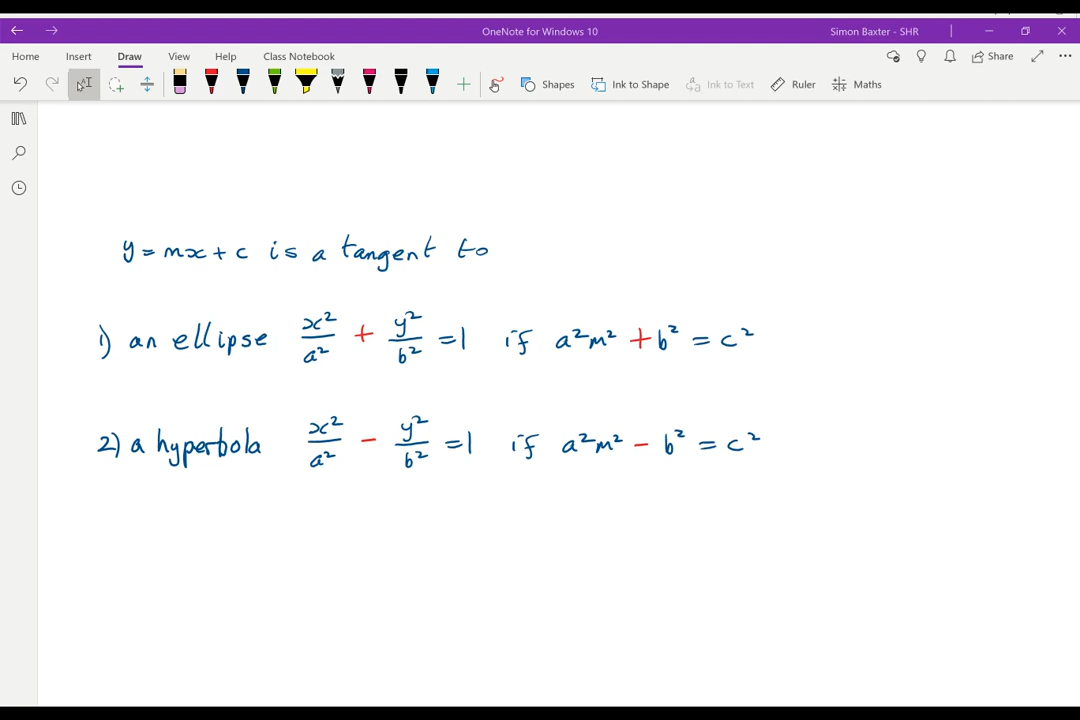 OneNote for Windows 10
Simon Baxter - SHR
Home Insert Draw View Help Class Notebook Share
Shapes Ink to Shape Ink to Text Ruler Maths
y = mx + c is a tangent to
1) an ellipse x²/a² + y²/b² = 1 if a²m² + b² = c²
2) a hyperbola x²/a² - y²/b² = 1 if a²m² - b² = c²